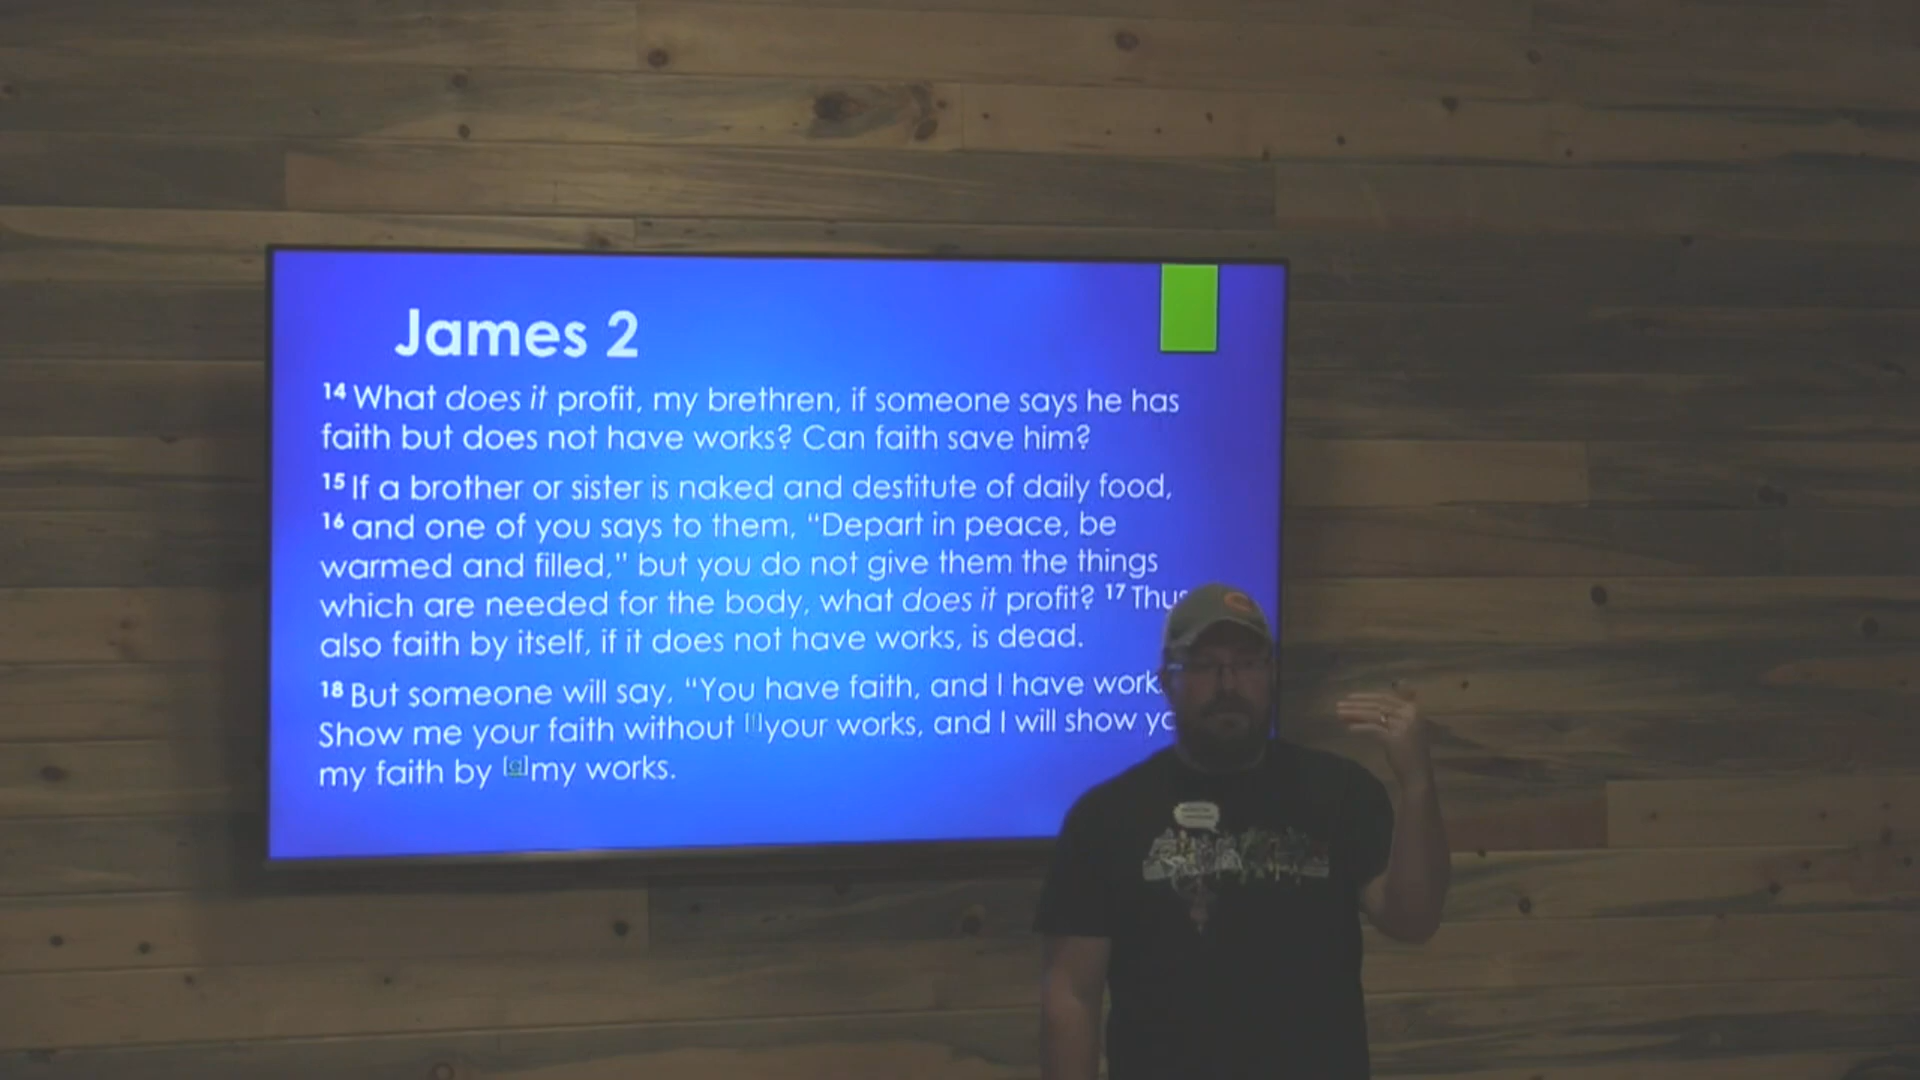 James 2
14 What does it profit, my brethren, if someone says he has
faith but does not have works? Can faith save him?
15 If a brother or sister is naked and destitute of daily food,
16 and one of you says to them, “Depart in peace, be
warmed and filled,” but you do not give them the things
which are needed for the body, what does it profit? 17 Thus
also faith by itself, if it does not have works, is dead.
18 But someone will say, “You have faith, and I have work
Show me your faith without [f]your works, and I will show yo
my faith by [g]my works.